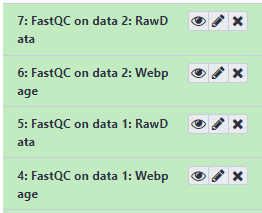 7: FastQC on data 2: RawD
ata
6: FastQC on data 2: Webp
age
5: FastQC on data 1: RawD
ata
4: FastQC on data 1: Webp
age